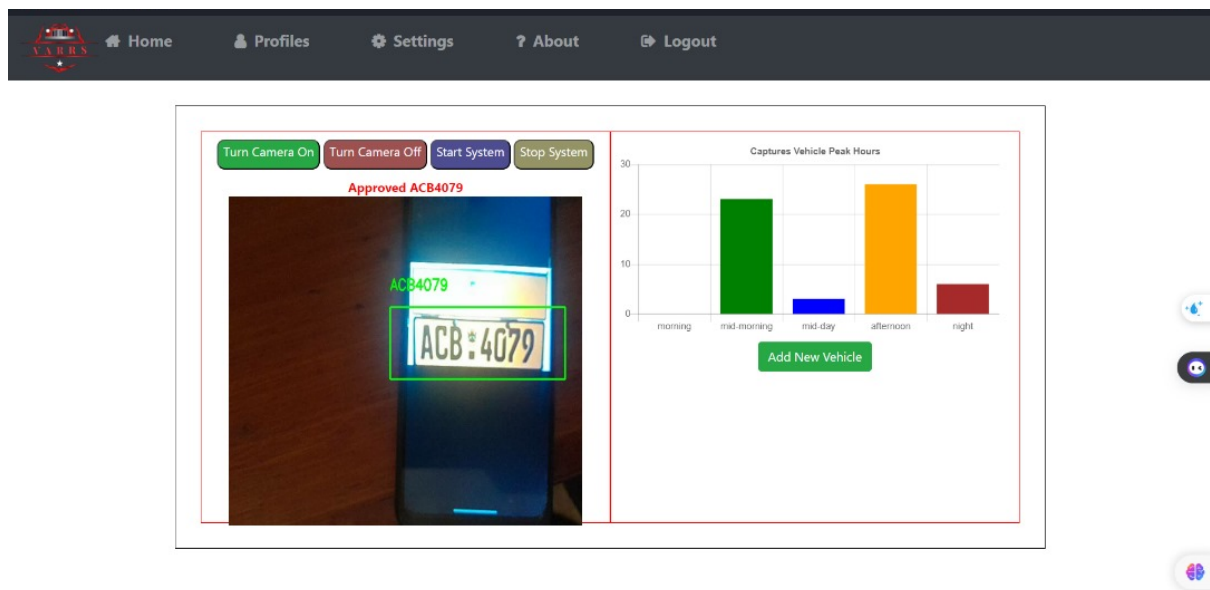 VARRS
Home Profiles Settings ? About Logout
Turn Camera On Turn Camera Off Start System Stop System
Approved ACB4079
ACB4079
ACB 4079
Captures Vehicle Peak Hours
30
20
10
0
morning mid-morning mid-day afternoon night
Add New Vehicle